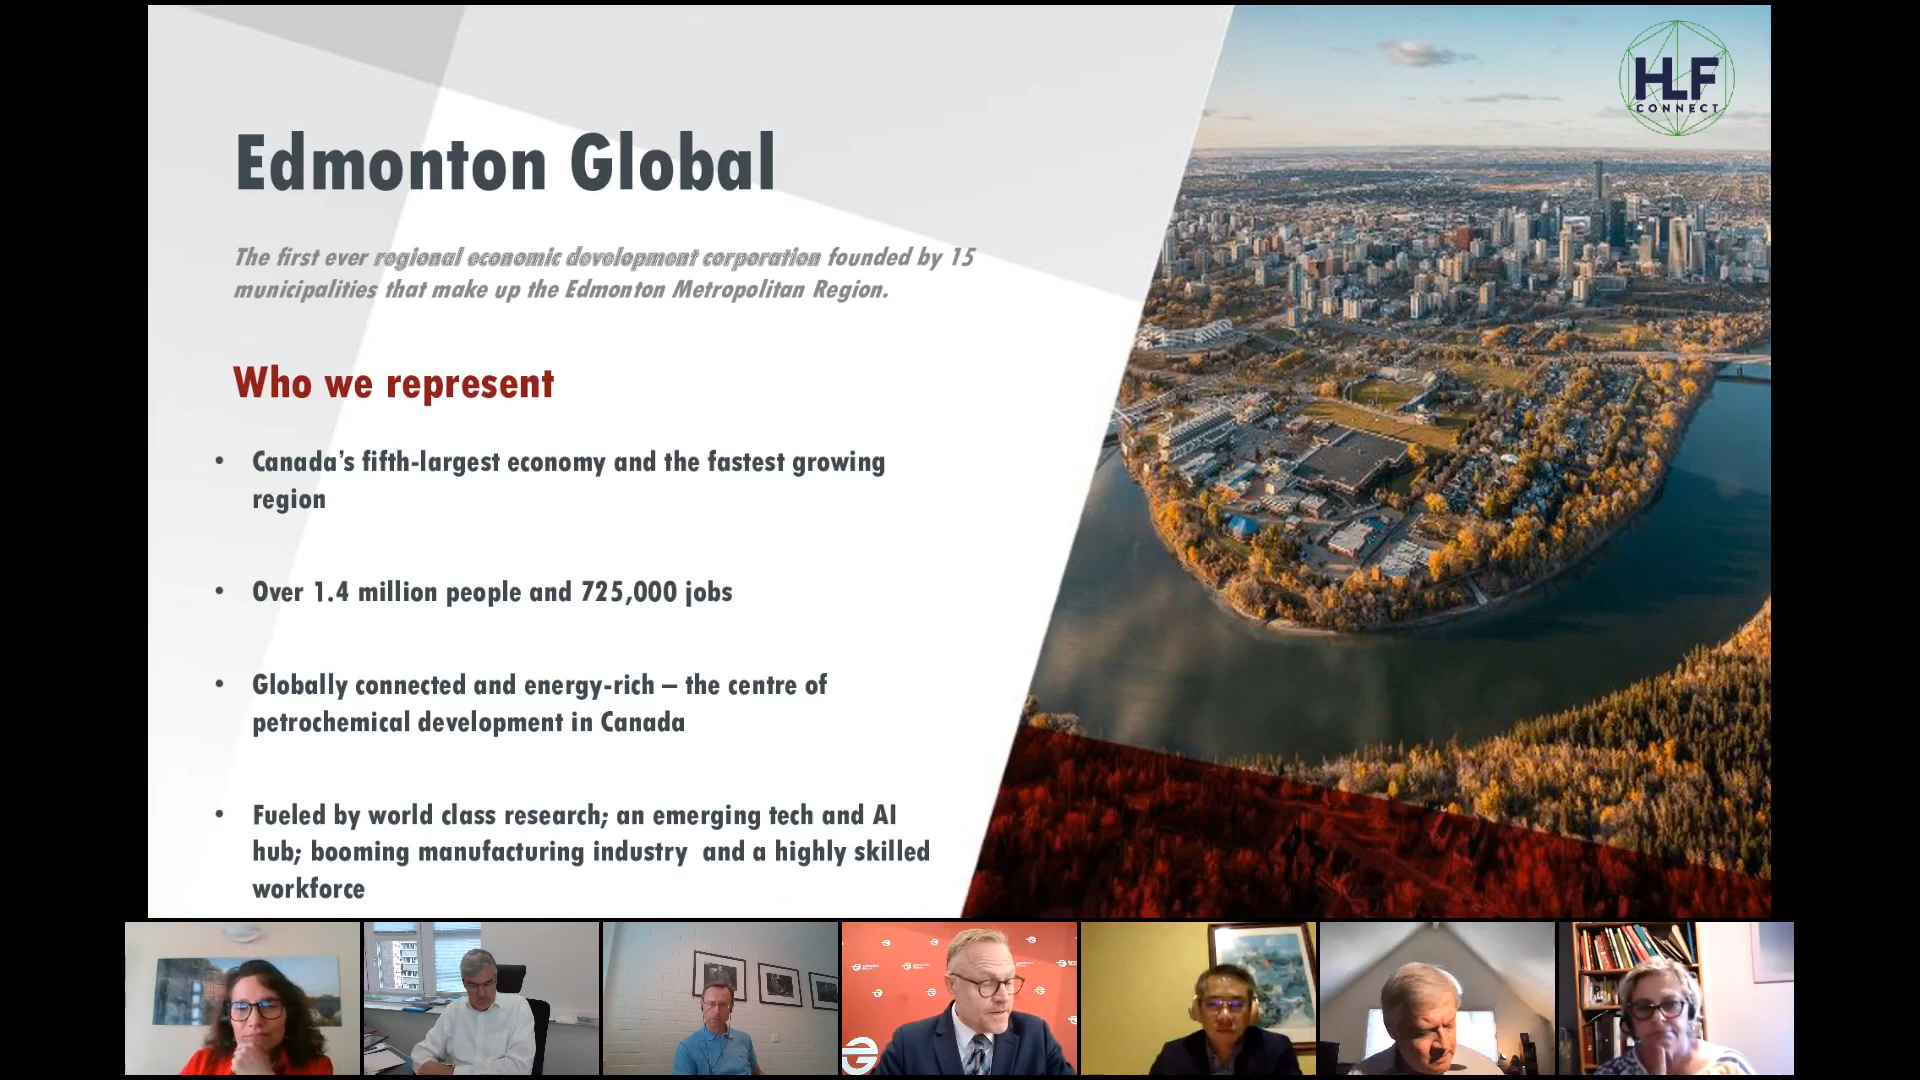 HLF
CONNECT
Edmonton Global
The first ever regional economic development corporation founded by 15
municipalities that make up the Edmonton Metropolitan Region.
Who we represent
• Canada’s fifth-largest economy and the fastest growing
region
• Over 1.4 million people and 725,000 jobs
• Globally connected and energy-rich – the centre of
petrochemical development in Canada
• Fueled by world class research; an emerging tech and AI
hub; booming manufacturing industry  and a highly skilled
workforce